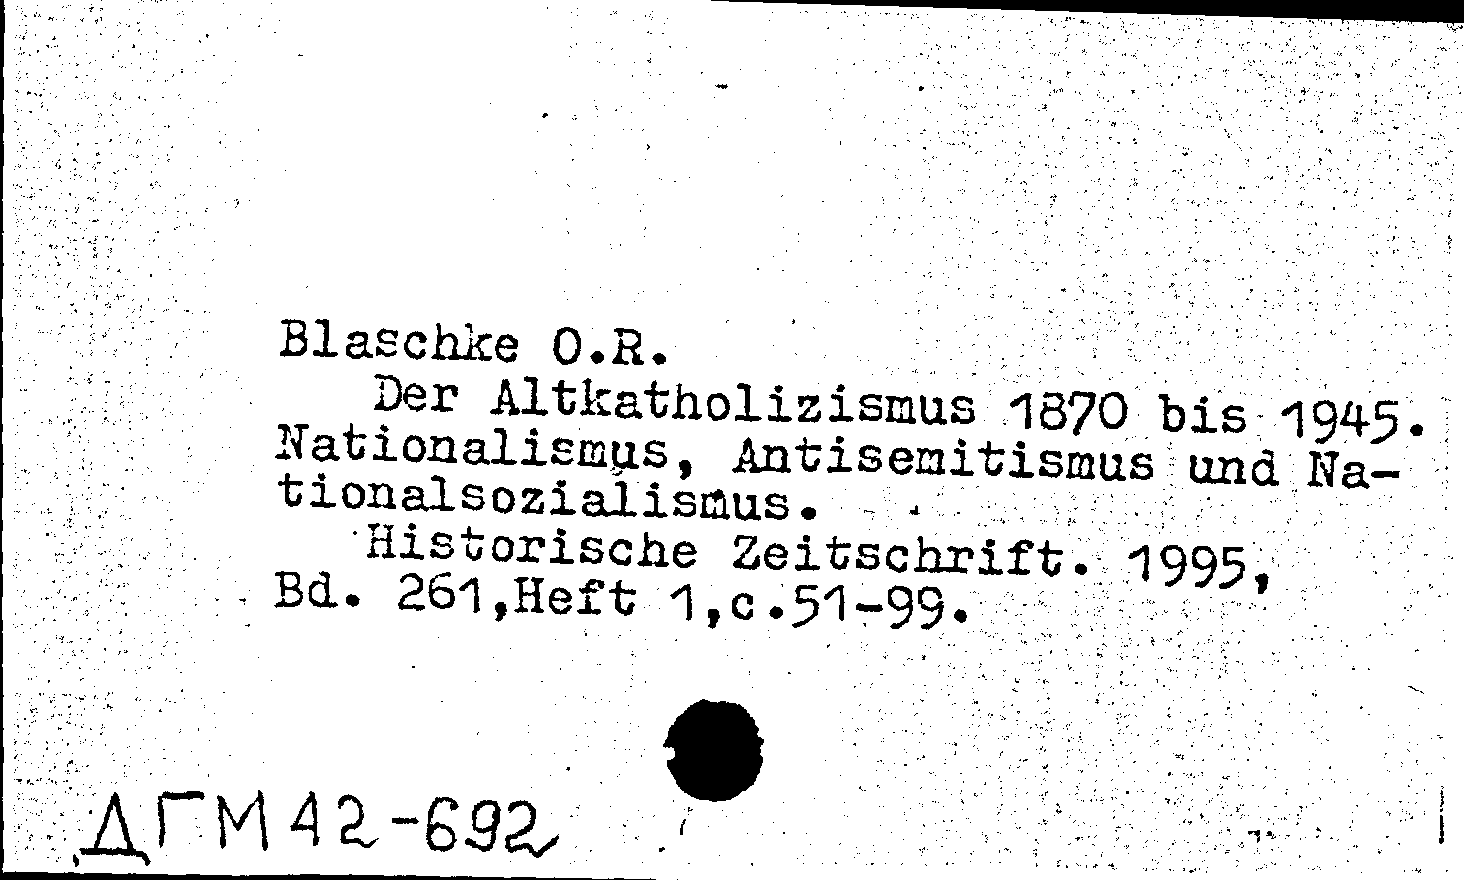 Blaschke O.R.
Der Altkatholizismus 1870 bis 1945.
Nationalismus, Antisemitismus und Na-
tionalsozialismus.
Historische Zeitschrift. 1995,
Bd. 261,Heft 1,c.51-99.
ДГМ 42-692